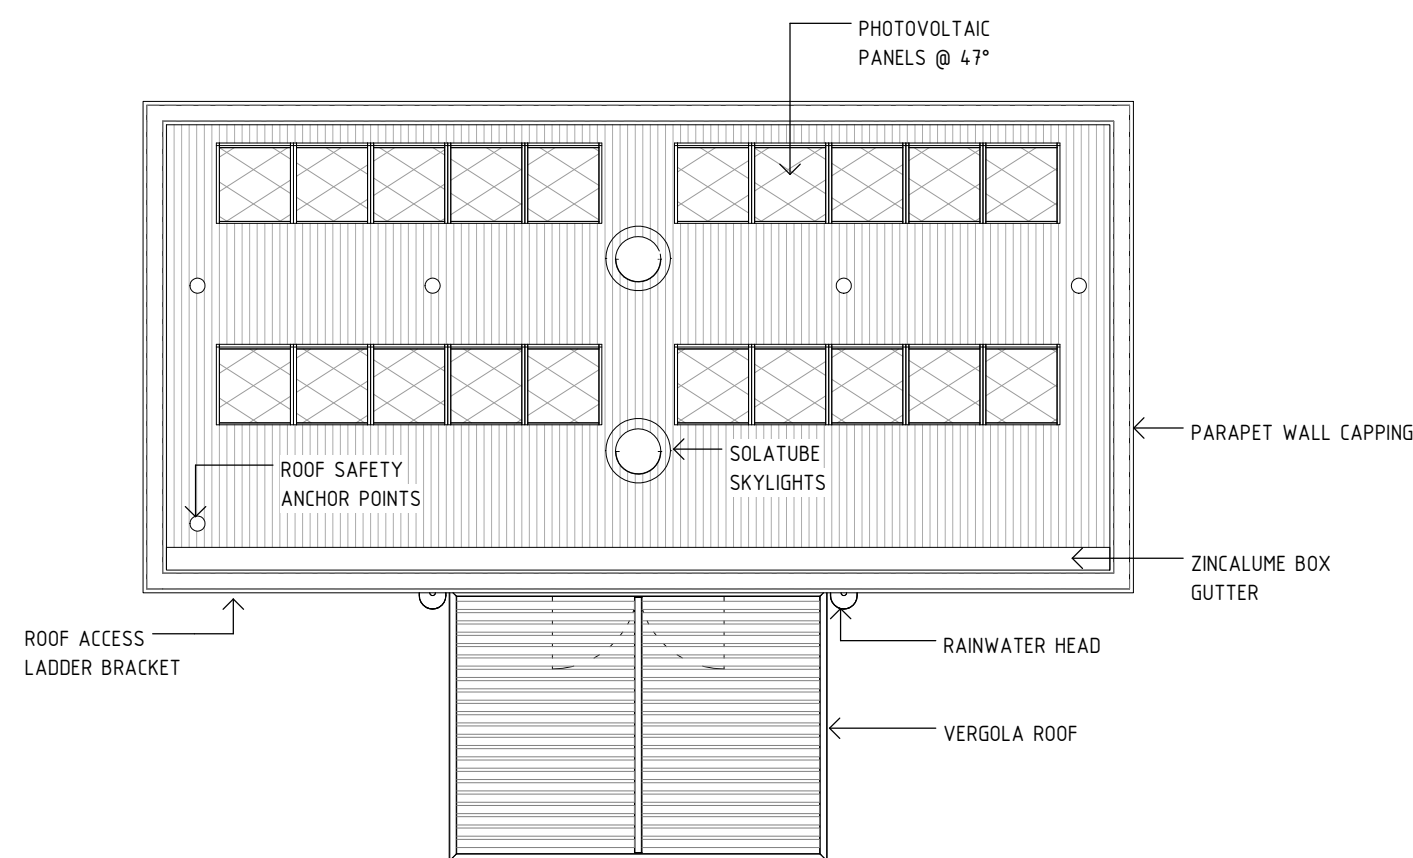 PHOTOVOLTAIC
PANELS @ 47°
PARAPET WALL CAPPING
SOLATUBE
SKYLIGHTS
ROOF SAFETY
ANCHOR POINTS
ZINCALUME BOX
GUTTER
ROOF ACCESS
LADDER BRACKET
RAINWATER HEAD
VERGOLA ROOF